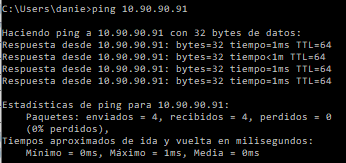 C:\Users\danie>ping 10.90.90.91
Haciendo ping a 10.90.90.91 con 32 bytes de datos:
Respuesta desde 10.90.90.91: bytes=32 tiempo=1ms TTL=64
Respuesta desde 10.90.90.91: bytes=32 tiempo<1m TTL=64
Respuesta desde 10.90.90.91: bytes=32 tiempo=1ms TTL=64
Respuesta desde 10.90.90.91: bytes=32 tiempo=1ms TTL=64
Estadísticas de ping para 10.90.90.91:
Paquetes: enviados = 4, recibidos = 4, perdidos = 0
(0% perdidos),
Tiempos aproximados de ida y vuelta en milisegundos:
Mínimo = 0ms, Máximo = 1ms, Media = 0ms